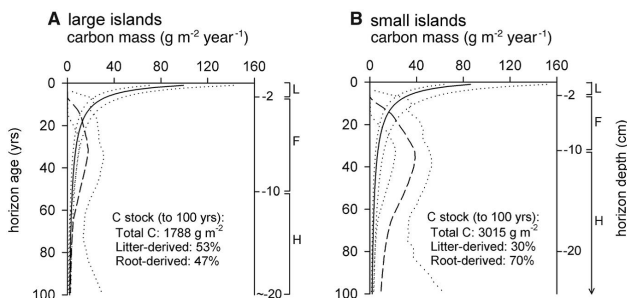 A large islands
carbon mass (g m-2 year-1)
0 40 80 120 160
0
20
40
60
80
100
horizon age (yrs)
-2
-10
~-20
L
F
H
C stock (to 100 yrs):
Total C: 1788 g m-2
Litter-derived: 53%
Root-derived: 47%
B small islands
carbon mass (g m-2 year-1)
0 40 80 120 160
0
20
40
60
80
100
-2
-10
-20
L
F
H
horizon depth (cm)
C stock (to 100 yrs):
Total C: 3015 g m-2
Litter-derived: 30%
Root-derived: 70%